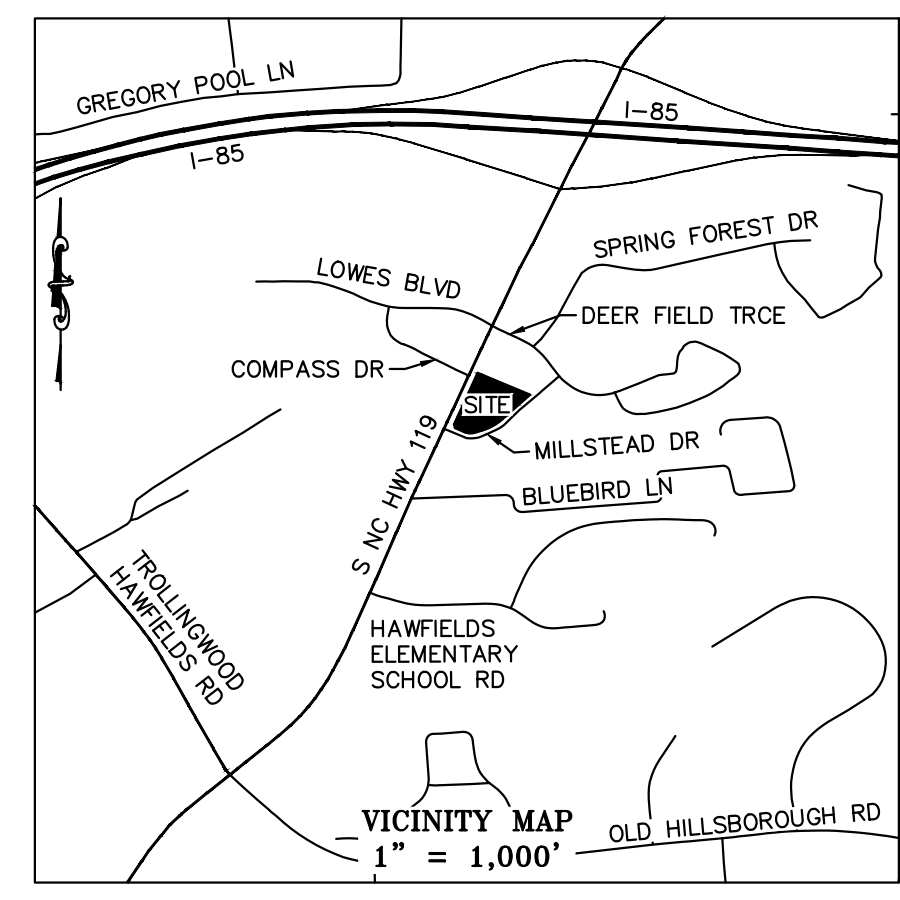 GREGORY POOL LN
I-85
I-85
SPRING FOREST DR
LOWES BLVD
DEER FIELD TRCE
COMPASS DR
SITE
S NC HWY 119
MILLSTEAD DR
BLUEBIRD LN
TROLLINGWOOD
HAWFIELDS RD
HAWFIELDS
ELEMENTARY
SCHOOL RD
VICINITY MAP
1" = 1,000'
OLD HILLSBOROUGH RD